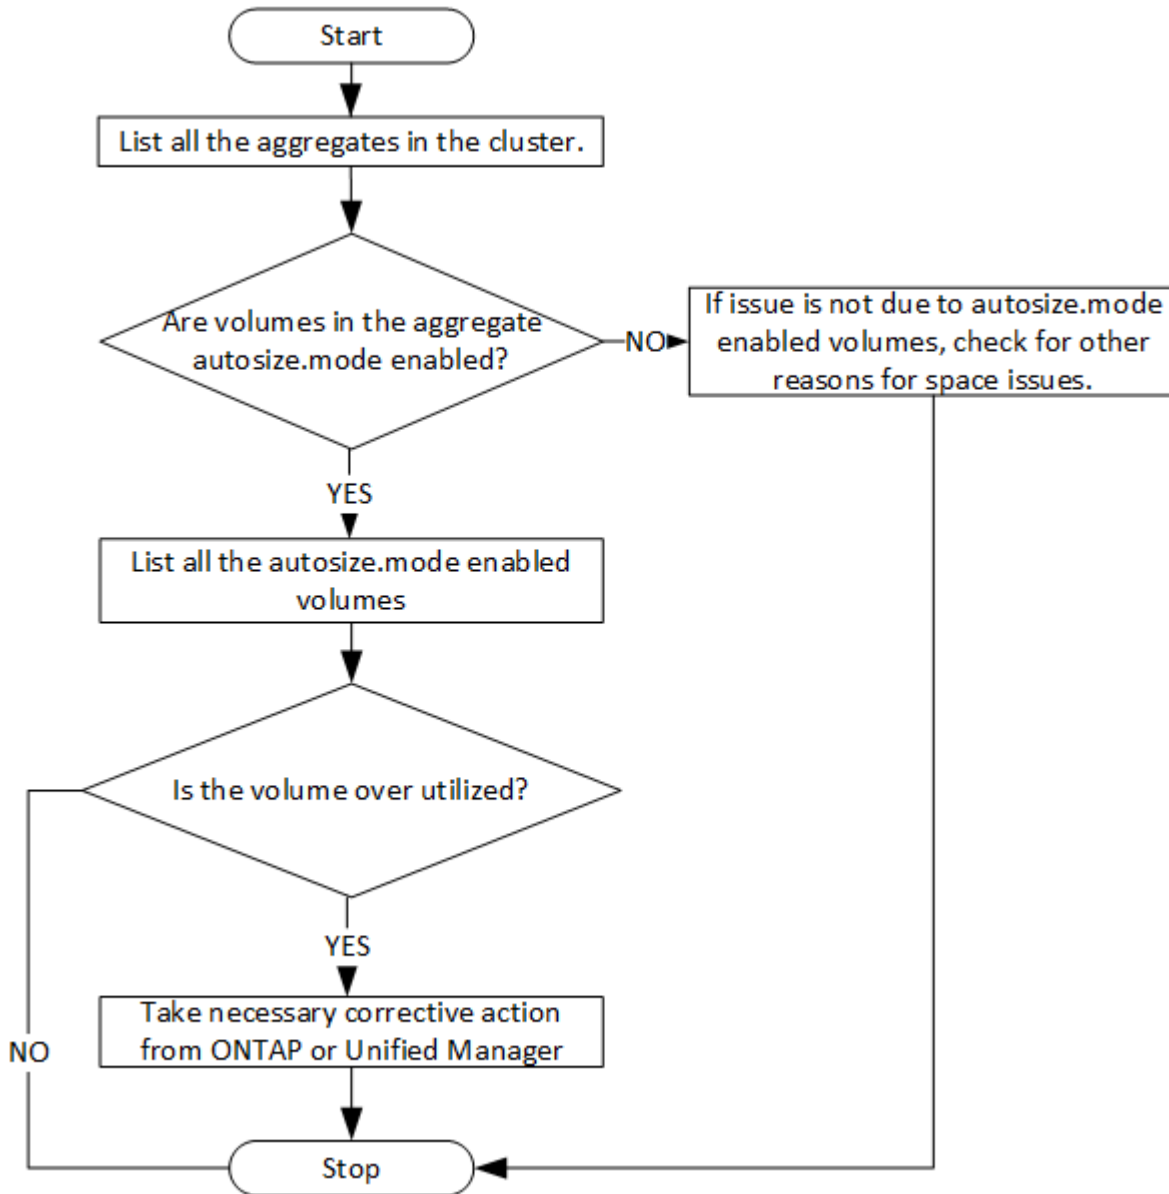 Start
List all the aggregates in the cluster.
Are volumes in the aggregate
autosize.mode enabled?
NO
If issue is not due to autosize.mode
enabled volumes, check for other
reasons for space issues.
YES
List all the autosize.mode enabled
volumes
Is the volume over utilized?
YES
Take necessary corrective action
from ONTAP or Unified Manager
NO
Stop